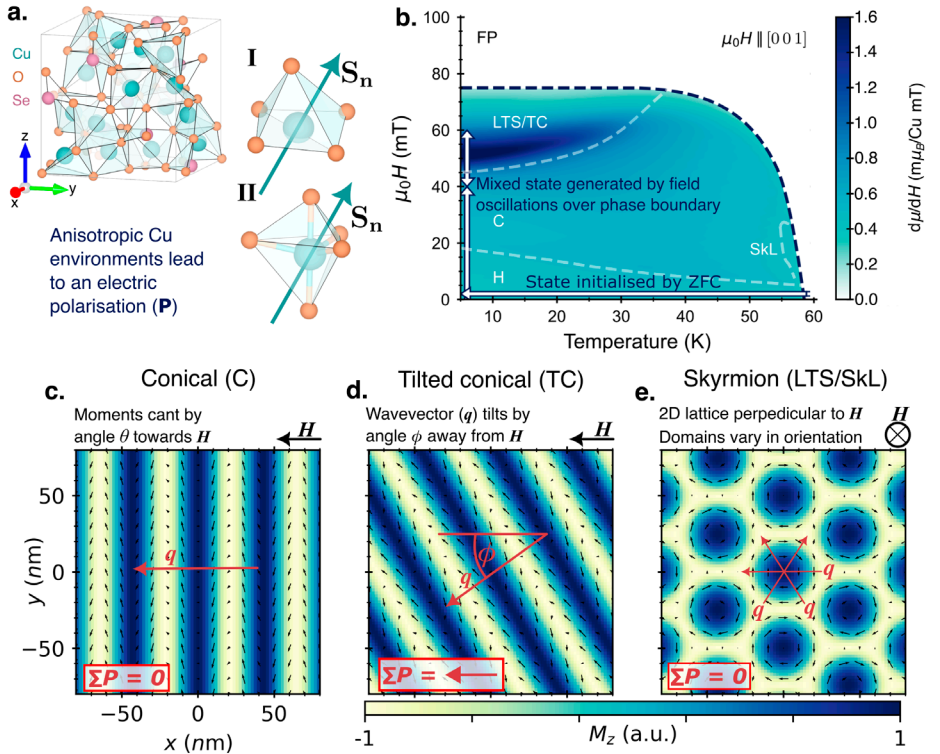 a.
Cu
O
Se
z
y
x
I
Sn
II
Sn
Anisotropic Cu
environments lead
to an electric
polarisation (P)
b.
FP
μ0H ∥ [0 0 1]
LTS/TC
Mixed state generated by field
oscillations over phase boundary
C
SkL
H
State initialised by ZFC
μ0H (mT)
80
60
40
20
0
10
20
30
40
50
60
Temperature (K)
1.6
1.4
1.2
1.0
0.8
0.6
0.4
0.2
0.0
dμ/dH (mμB/Cu mT)
c.
Conical (C)
Moments cant by
angle θ towards H
H
q
ΣP = 0
y (nm)
50
0
−50
−50
0
50
x (nm)
d.
Tilted conical (TC)
Wavevector (q) tilts by
angle ϕ away from H
H
ϕ
q
ΣP =
e.
Skyrmion (LTS/SkL)
2D lattice perpedicular to H
Domains vary in orientation
H
q
q
q
ΣP = 0
-1
Mz (a.u.)
1